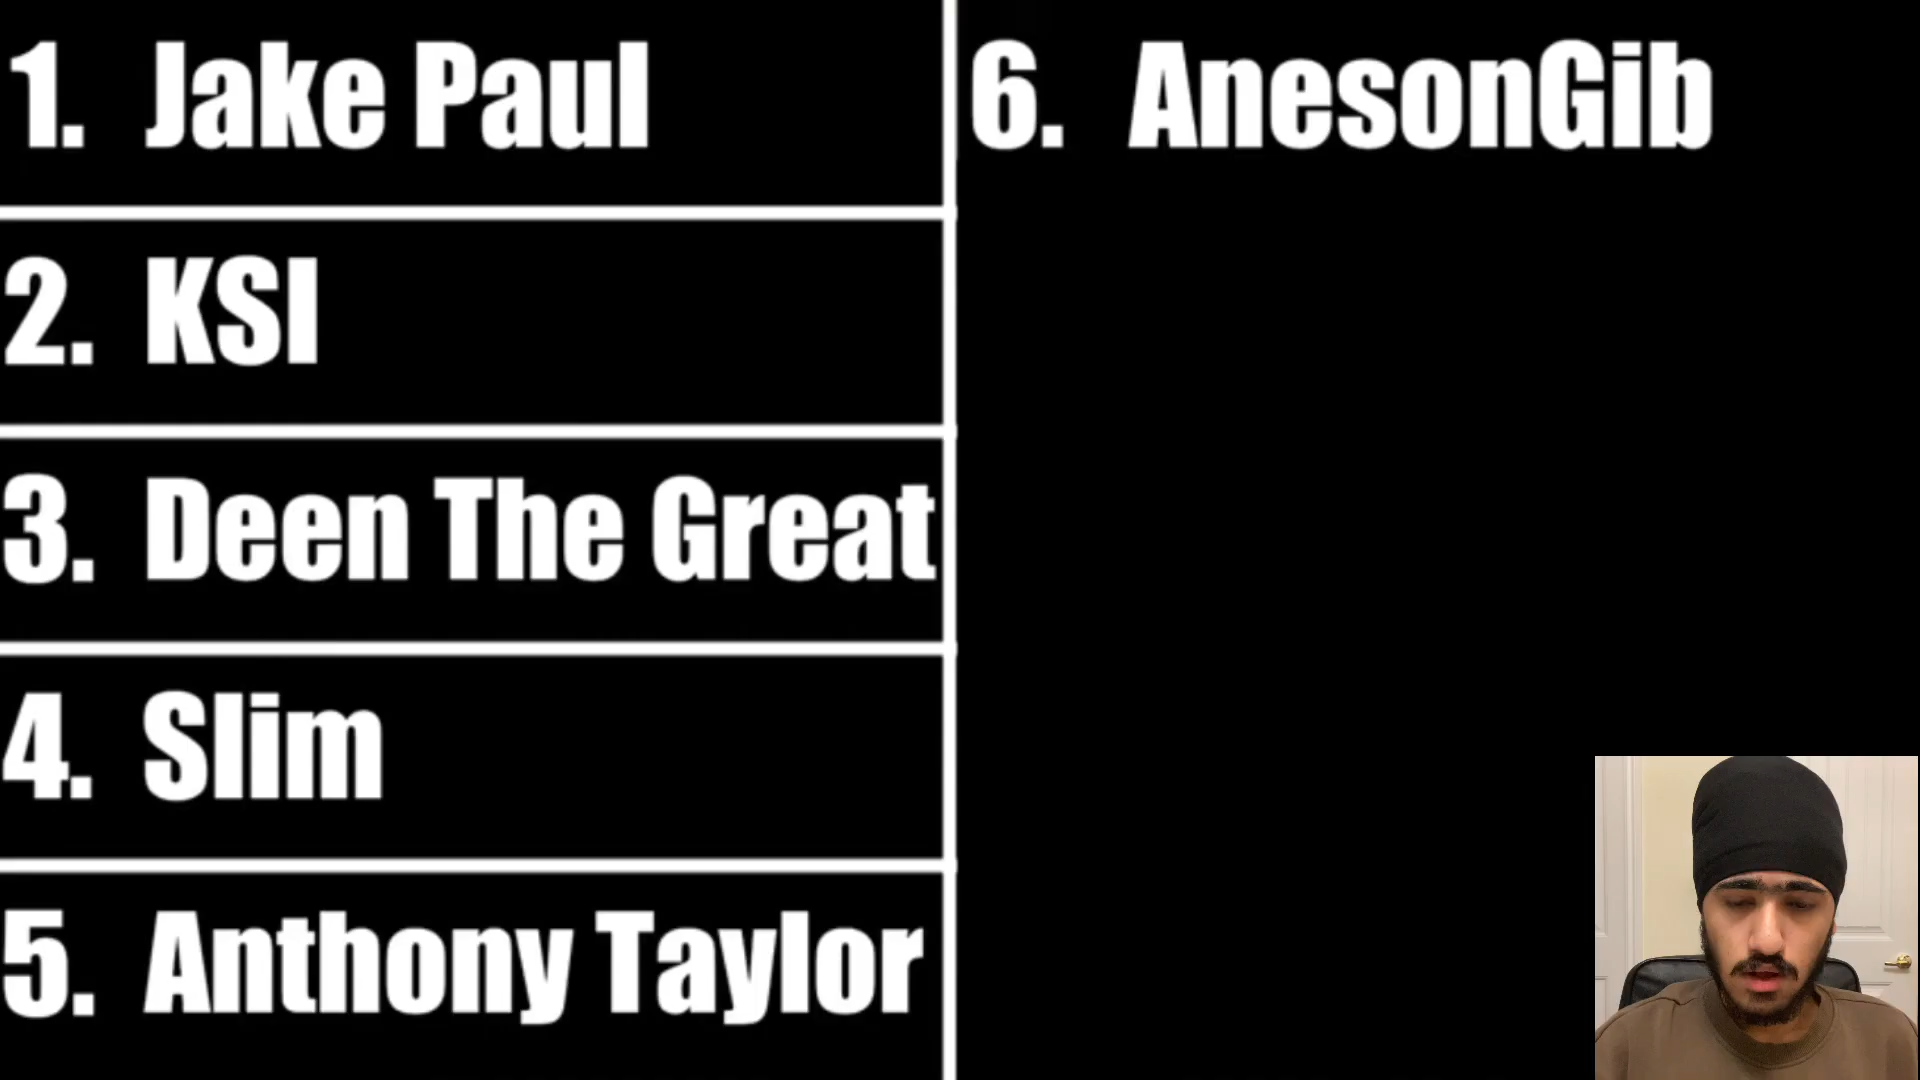 1. Jake Paul
2. KSI
3. Deen The Great
4. Slim
5. Anthony Taylor
6. AnesonGib